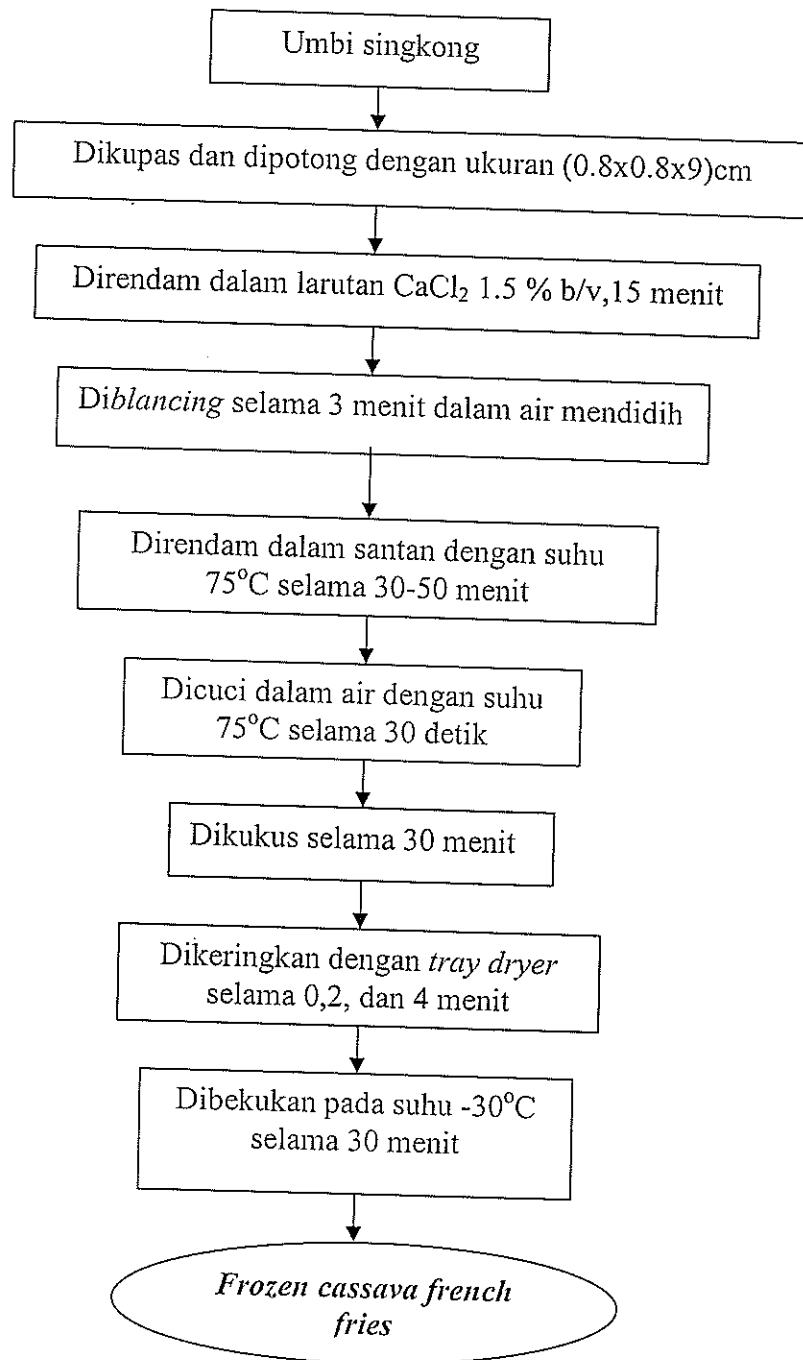 Umbi singkong
Dikupas dan dipotong dengan ukuran (0.8x0.8x9)cm
Direndam dalam larutan CaCl₂ 1.5 % b/v,15 menit
Diblancing selama 3 menit dalam air mendidih
Direndam dalam santan dengan suhu
75°C selama 30-50 menit
Dicuci dalam air dengan suhu
75°C selama 30 detik
Dikukus selama 30 menit
Dikeringkan dengan tray dryer
selama 0,2, dan 4 menit
Dibekukan pada suhu -30°C
selama 30 menit
Frozen cassava french
fries